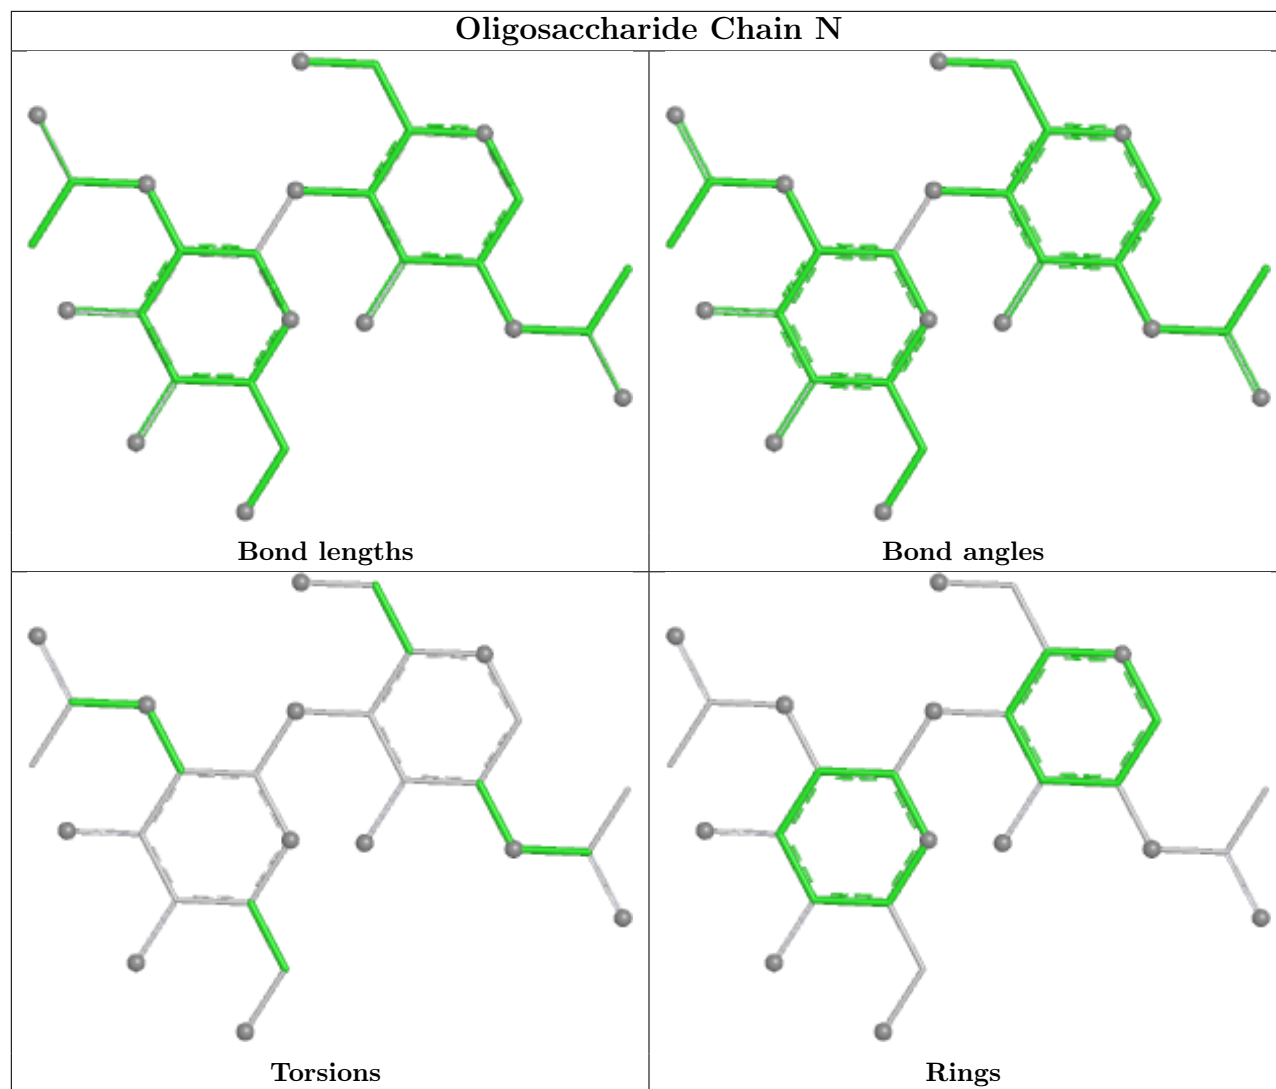 Oligosaccharide Chain N
Bond lengths
Bond angles
Torsions
Rings